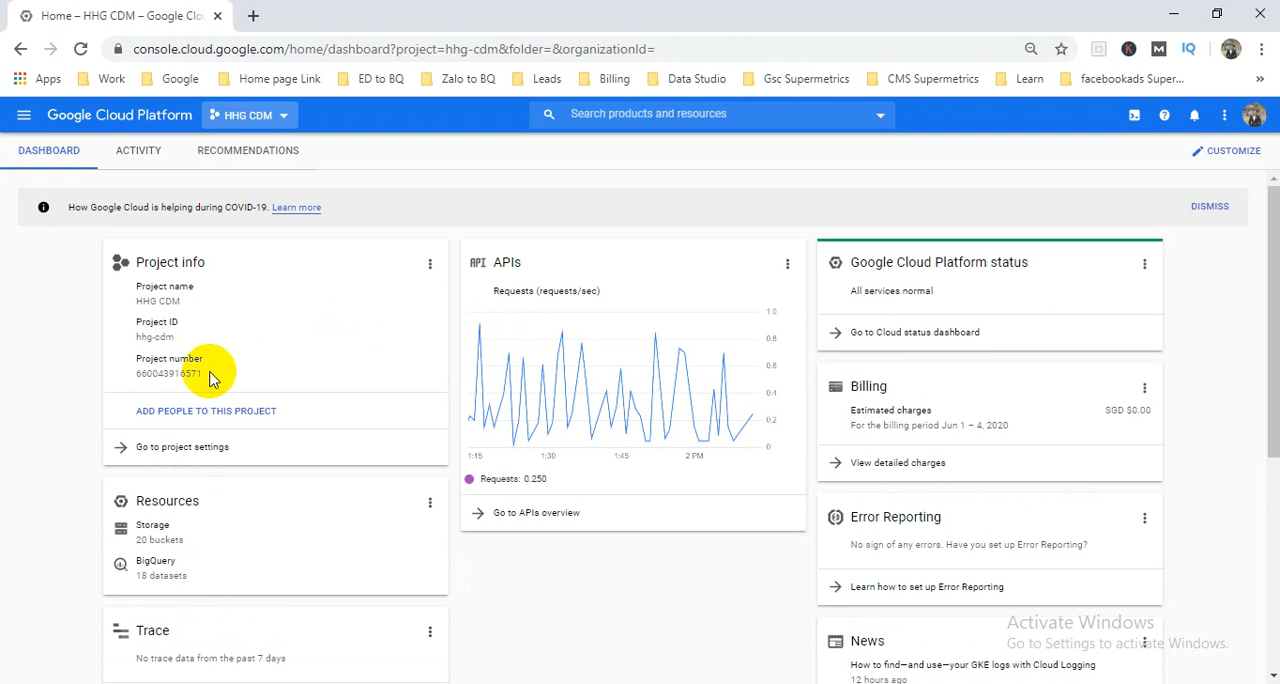 Home – HHG CDM – Google Clo
console.cloud.google.com/home/dashboard?project=hhg-cdm&folder=&organizationId=
Apps Work Google Home page Link ED to BQ Zalo to BQ Leads Billing Data Studio Gsc Supermetrics CMS Supermetrics Learn facebookads Super... »
Google Cloud Platform HHG CDM Search products and resources
DASHBOARD ACTIVITY RECOMMENDATIONS CUSTOMIZE
How Google Cloud is helping during COVID-19. Learn more DISMISS
Project info
Project name
HHG CDM
Project ID
hhg-cdm
Project number
660043916571
ADD PEOPLE TO THIS PROJECT
Go to project settings
Resources
Storage
20 buckets
BigQuery
18 datasets
Trace
No trace data from the past 7 days
API APIs
Requests (requests/sec)
1.0
0.8
0.6
0.4
0.2
0
1:15 1:30 1:45 2 PM
Requests: 0.250
Go to APIs overview
Google Cloud Platform status
All services normal
Go to Cloud status dashboard
Billing
Estimated charges SGD $0.00
For the billing period Jun 1 – 4, 2020
View detailed charges
Error Reporting
No sign of any errors. Have you set up Error Reporting?
Learn how to set up Error Reporting
News
How to find—and use—your GKE logs with Cloud Logging
12 hours ago
Activate Windows
Go to Settings to activate Windows.